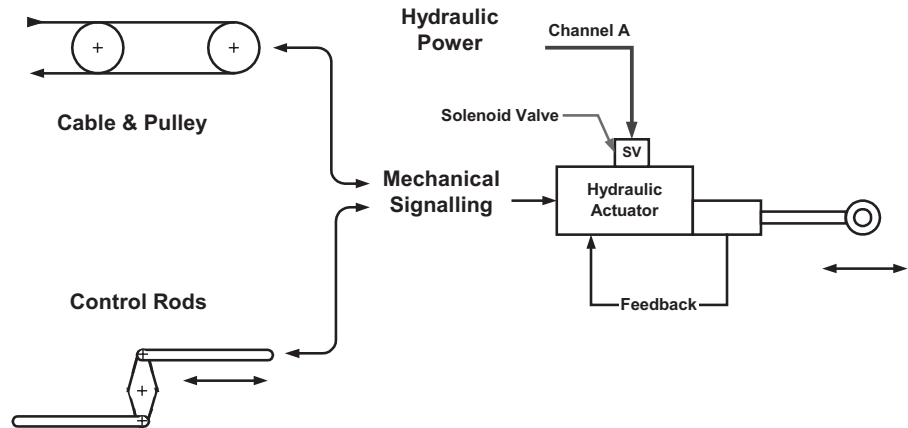 Hydraulic
Power
Channel A
Cable & Pulley
Solenoid Valve
SV
Mechanical
Signalling
Hydraulic
Actuator
Control Rods
Feedback